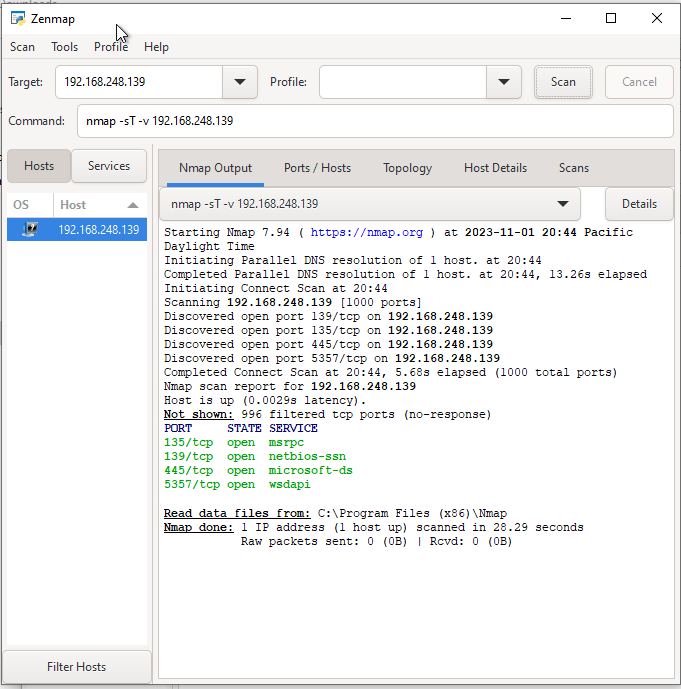 Zenmap
Scan Tools Profile Help
Target: 192.168.248.139 Profile: Scan Cancel
Command: nmap -sT -v 192.168.248.139
Hosts Services
OS Host
192.168.248.139
Filter Hosts
Nmap Output Ports / Hosts Topology Host Details Scans
nmap -sT -v 192.168.248.139 Details
Starting Nmap 7.94 ( https://nmap.org ) at 2023-11-01 20:44 Pacific
Daylight Time
Initiating Parallel DNS resolution of 1 host. at 20:44
Completed Parallel DNS resolution of 1 host. at 20:44, 13.26s elapsed
Initiating Connect Scan at 20:44
Scanning 192.168.248.139 [1000 ports]
Discovered open port 139/tcp on 192.168.248.139
Discovered open port 135/tcp on 192.168.248.139
Discovered open port 445/tcp on 192.168.248.139
Discovered open port 5357/tcp on 192.168.248.139
Completed Connect Scan at 20:44, 5.68s elapsed (1000 total ports)
Nmap scan report for 192.168.248.139
Host is up (0.0029s latency).
Not shown: 996 filtered tcp ports (no-response)
PORT STATE SERVICE
135/tcp open msrpc
139/tcp open netbios-ssn
445/tcp open microsoft-ds
5357/tcp open wsdapi
Read data files from: C:\Program Files (x86)\Nmap
Nmap done: 1 IP address (1 host up) scanned in 28.29 seconds
Raw packets sent: 0 (0B) | Rcvd: 0 (0B)